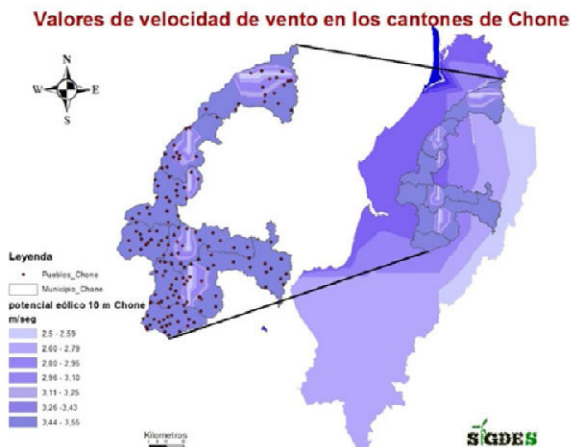 Valores de velocidad de vento en los cantones de Chone
N
W E
S
Leyenda
Pueblos_Chone
Municipio_Chone
potencial eólico 10 m Chone
m/seg
2.5 - 2,59
2.60 - 2,79
2.80 - 2,95
2.96 - 3,10
3.11 - 3,25
3.26 - 3,43
3.44 - 3,55
Kilometros
SIGDES